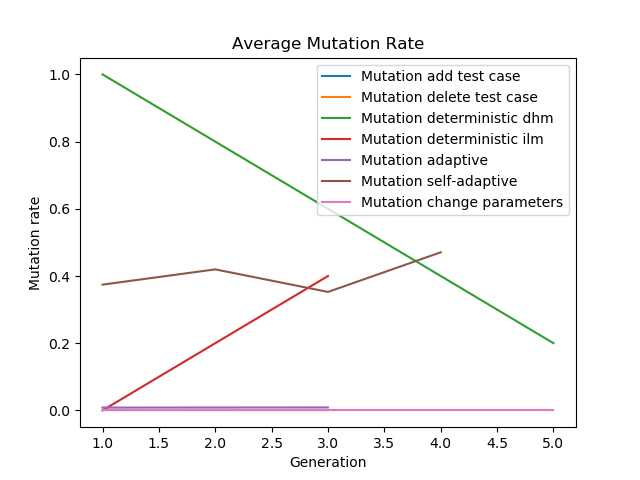 Average Mutation Rate
Mutation add test case
Mutation delete test case
Mutation deterministic dhm
Mutation deterministic ilm
Mutation adaptive
Mutation self-adaptive
Mutation change parameters
Mutation rate
1.0
0.8
0.6
0.4
0.2
0.0
1.0 1.5 2.0 2.5 3.0 3.5 4.0 4.5 5.0
Generation